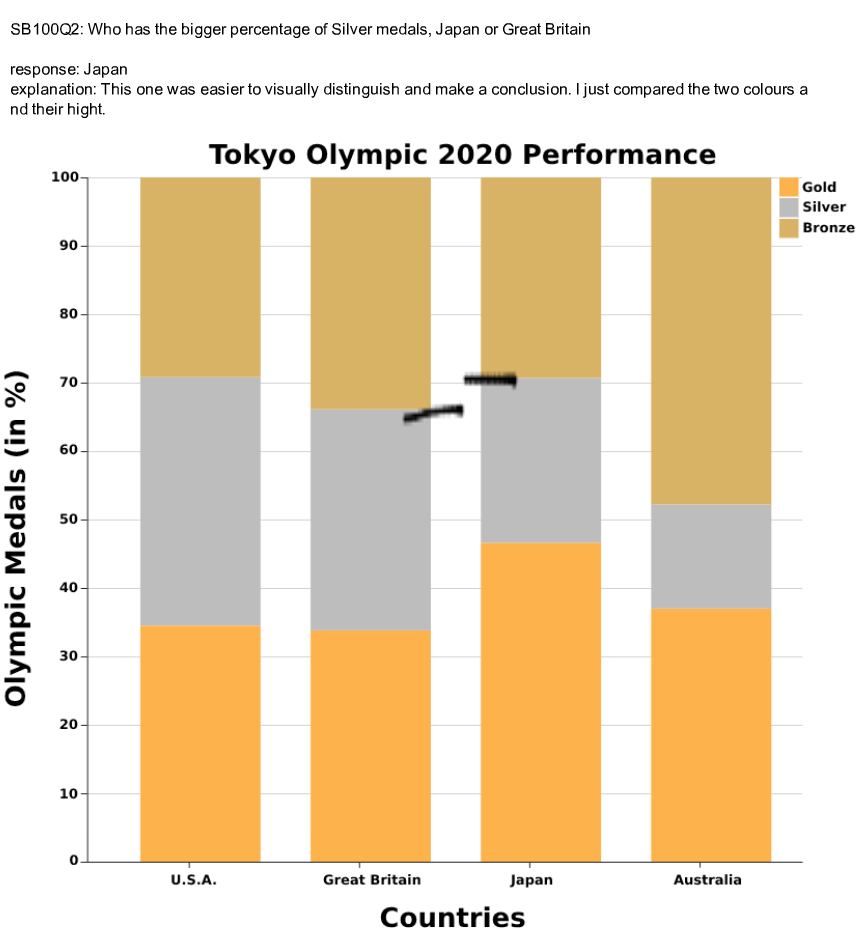 SB100Q2: Who has the bigger percentage of Silver medals, Japan or Great Britain
response: Japan
explanation: This one was easier to visually distinguish and make a conclusion. I just compared the two colours a
nd their hight.
Tokyo Olympic 2020 Performance
Gold
Silver
Bronze
100
90
80
70
60
50
40
30
20
10
0
Olympic Medals (in %)
U.S.A. Great Britain Japan Australia
Countries